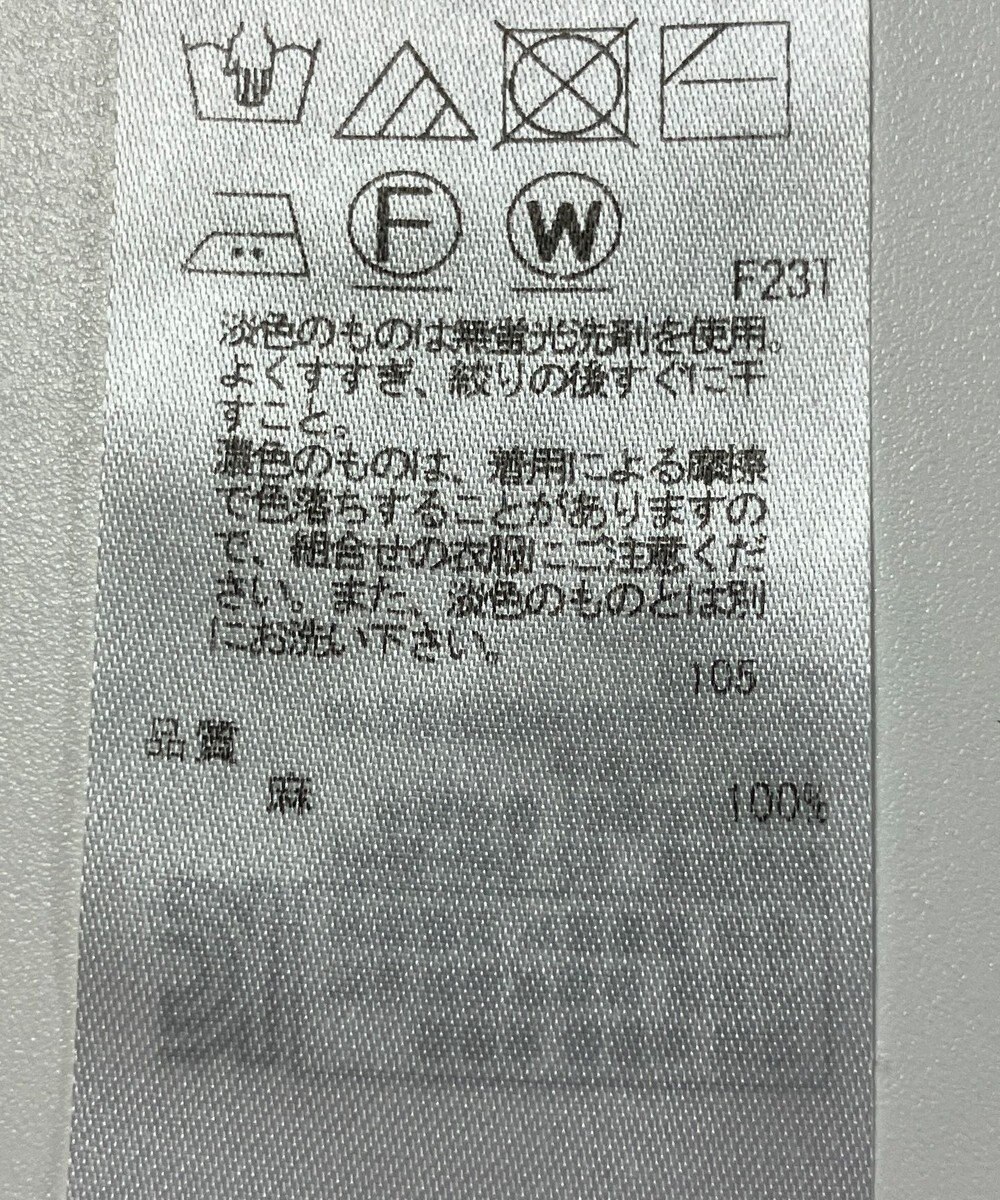 F W
F23T
淡色のものは無蛍光洗剤を使用。
よくすすぎ、絞りの後すぐに干
すこと。
濃色のものは、着用による摩擦
で色落ちすることがありますの
で、組合せの衣服にご注意くだ
さい。また、淡色のものとは別
にお洗い下さい。
105
品質
麻 100%